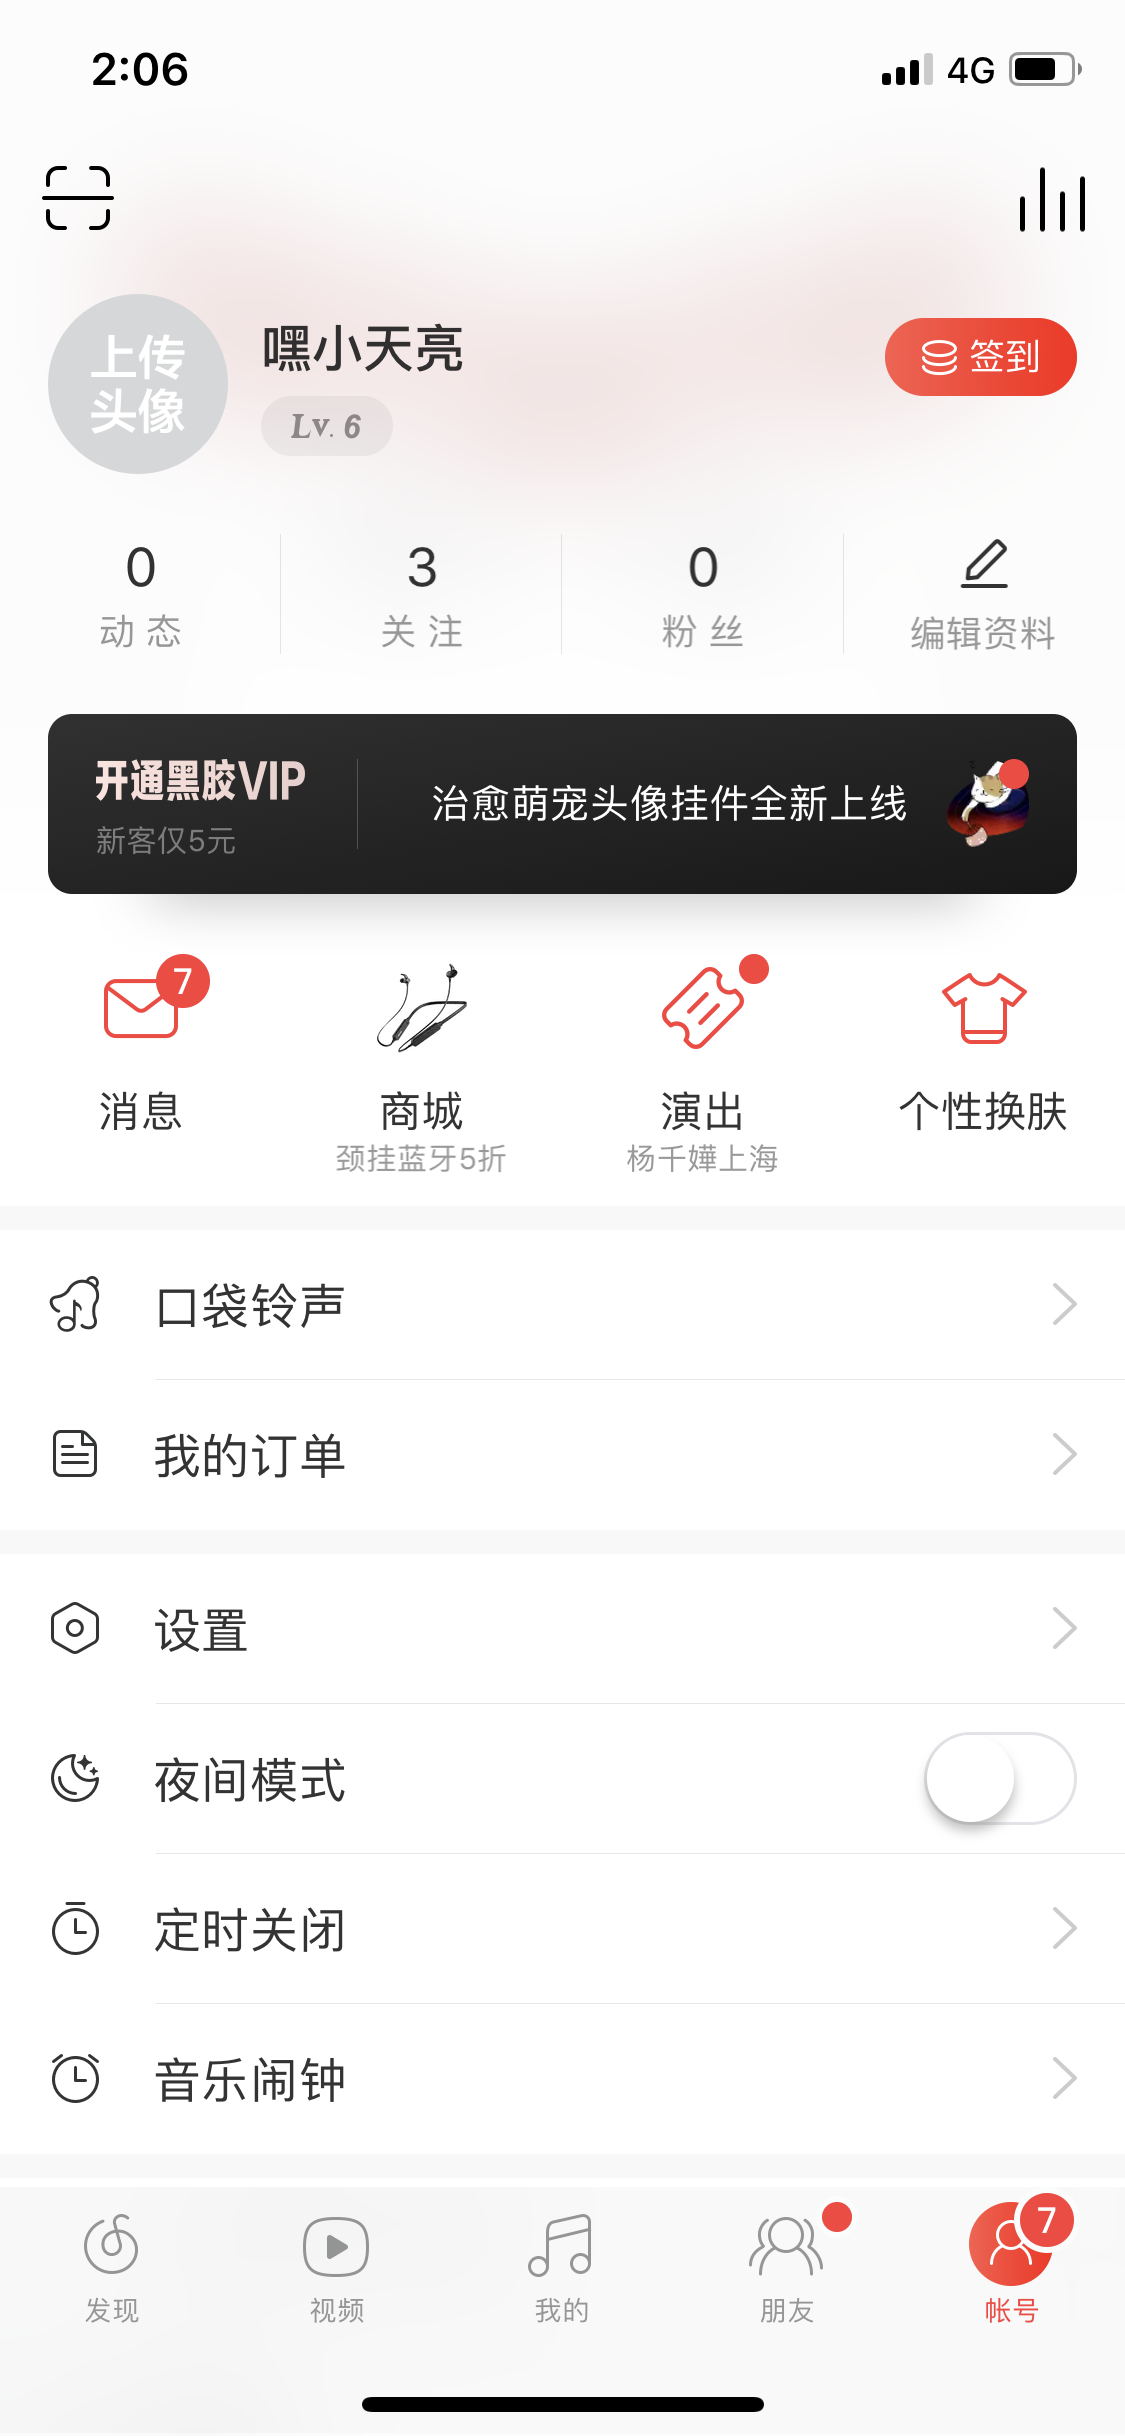 2:06
4G
上传
头像
嘿小天亮
Lv. 6
签到
0
动态
3
关注
0
粉丝
编辑资料
开通黑胶VIP
新客仅5元
治愈萌宠头像挂件全新上线
7
消息
商城
颈挂蓝牙5折
演出
杨千嬅上海
个性换肤
口袋铃声
我的订单
设置
夜间模式
定时关闭
音乐闹钟
发现
视频
我的
朋友
7
帐号